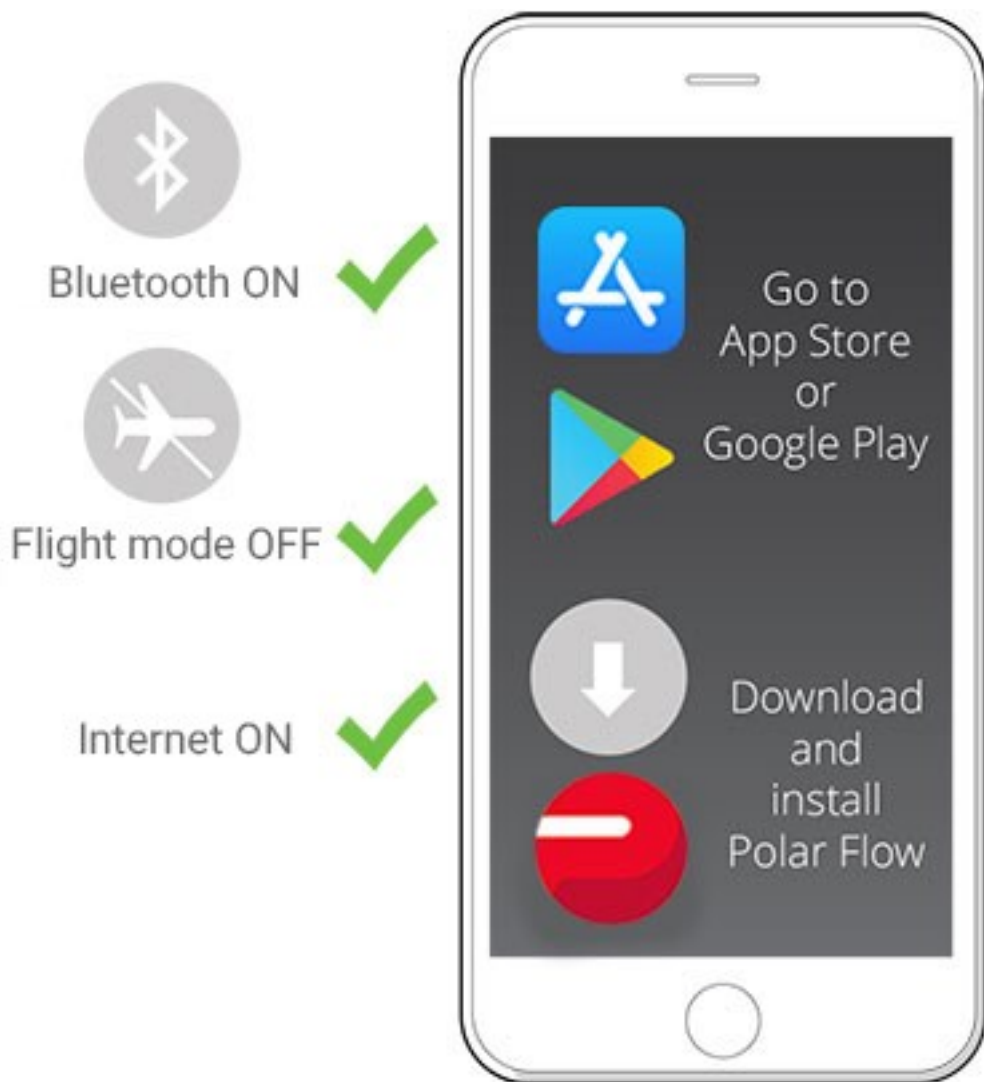 Bluetooth ON
Flight mode OFF
Internet ON
Go to
App Store
or
Google Play
Download
and
install
Polar Flow